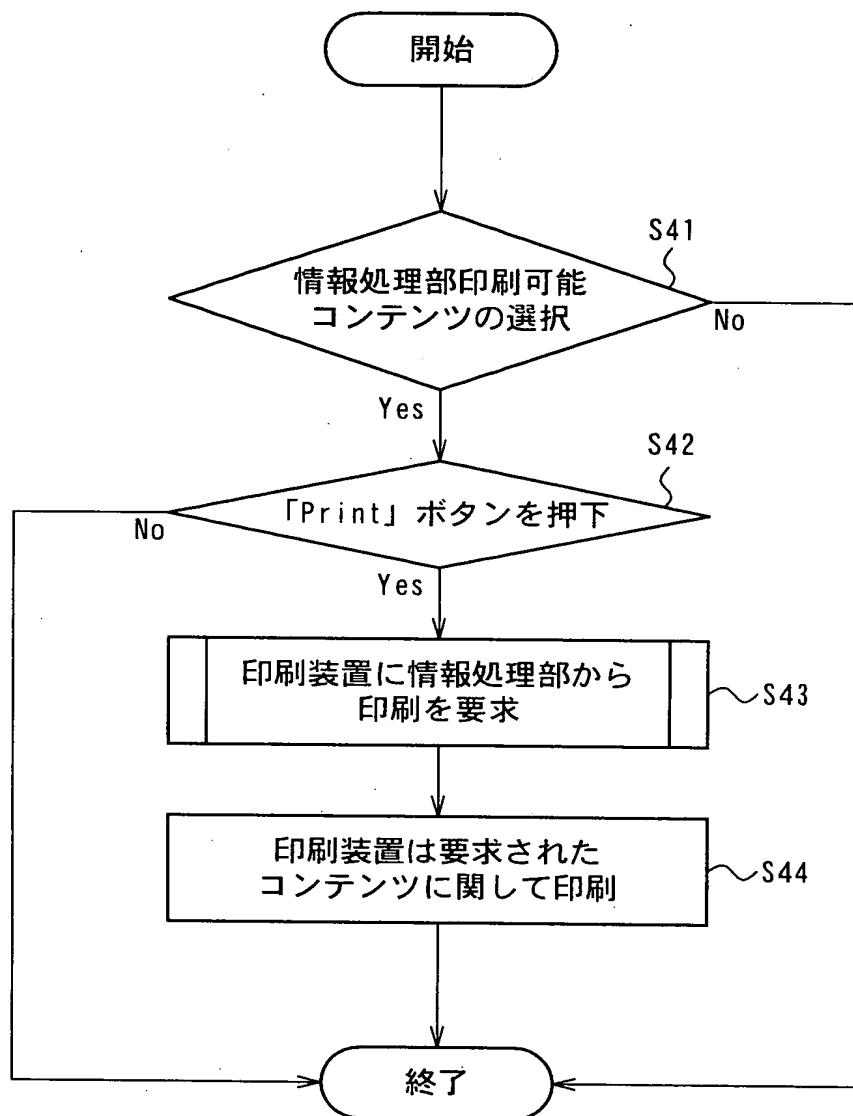 開始
S41
情報処理部印刷可能
コンテンツの選択
No
Yes
S42
「Print」ボタンを押下
No
Yes
印刷装置に情報処理部から
印刷を要求
S43
印刷装置は要求された
コンテンツに関して印刷
S44
終了